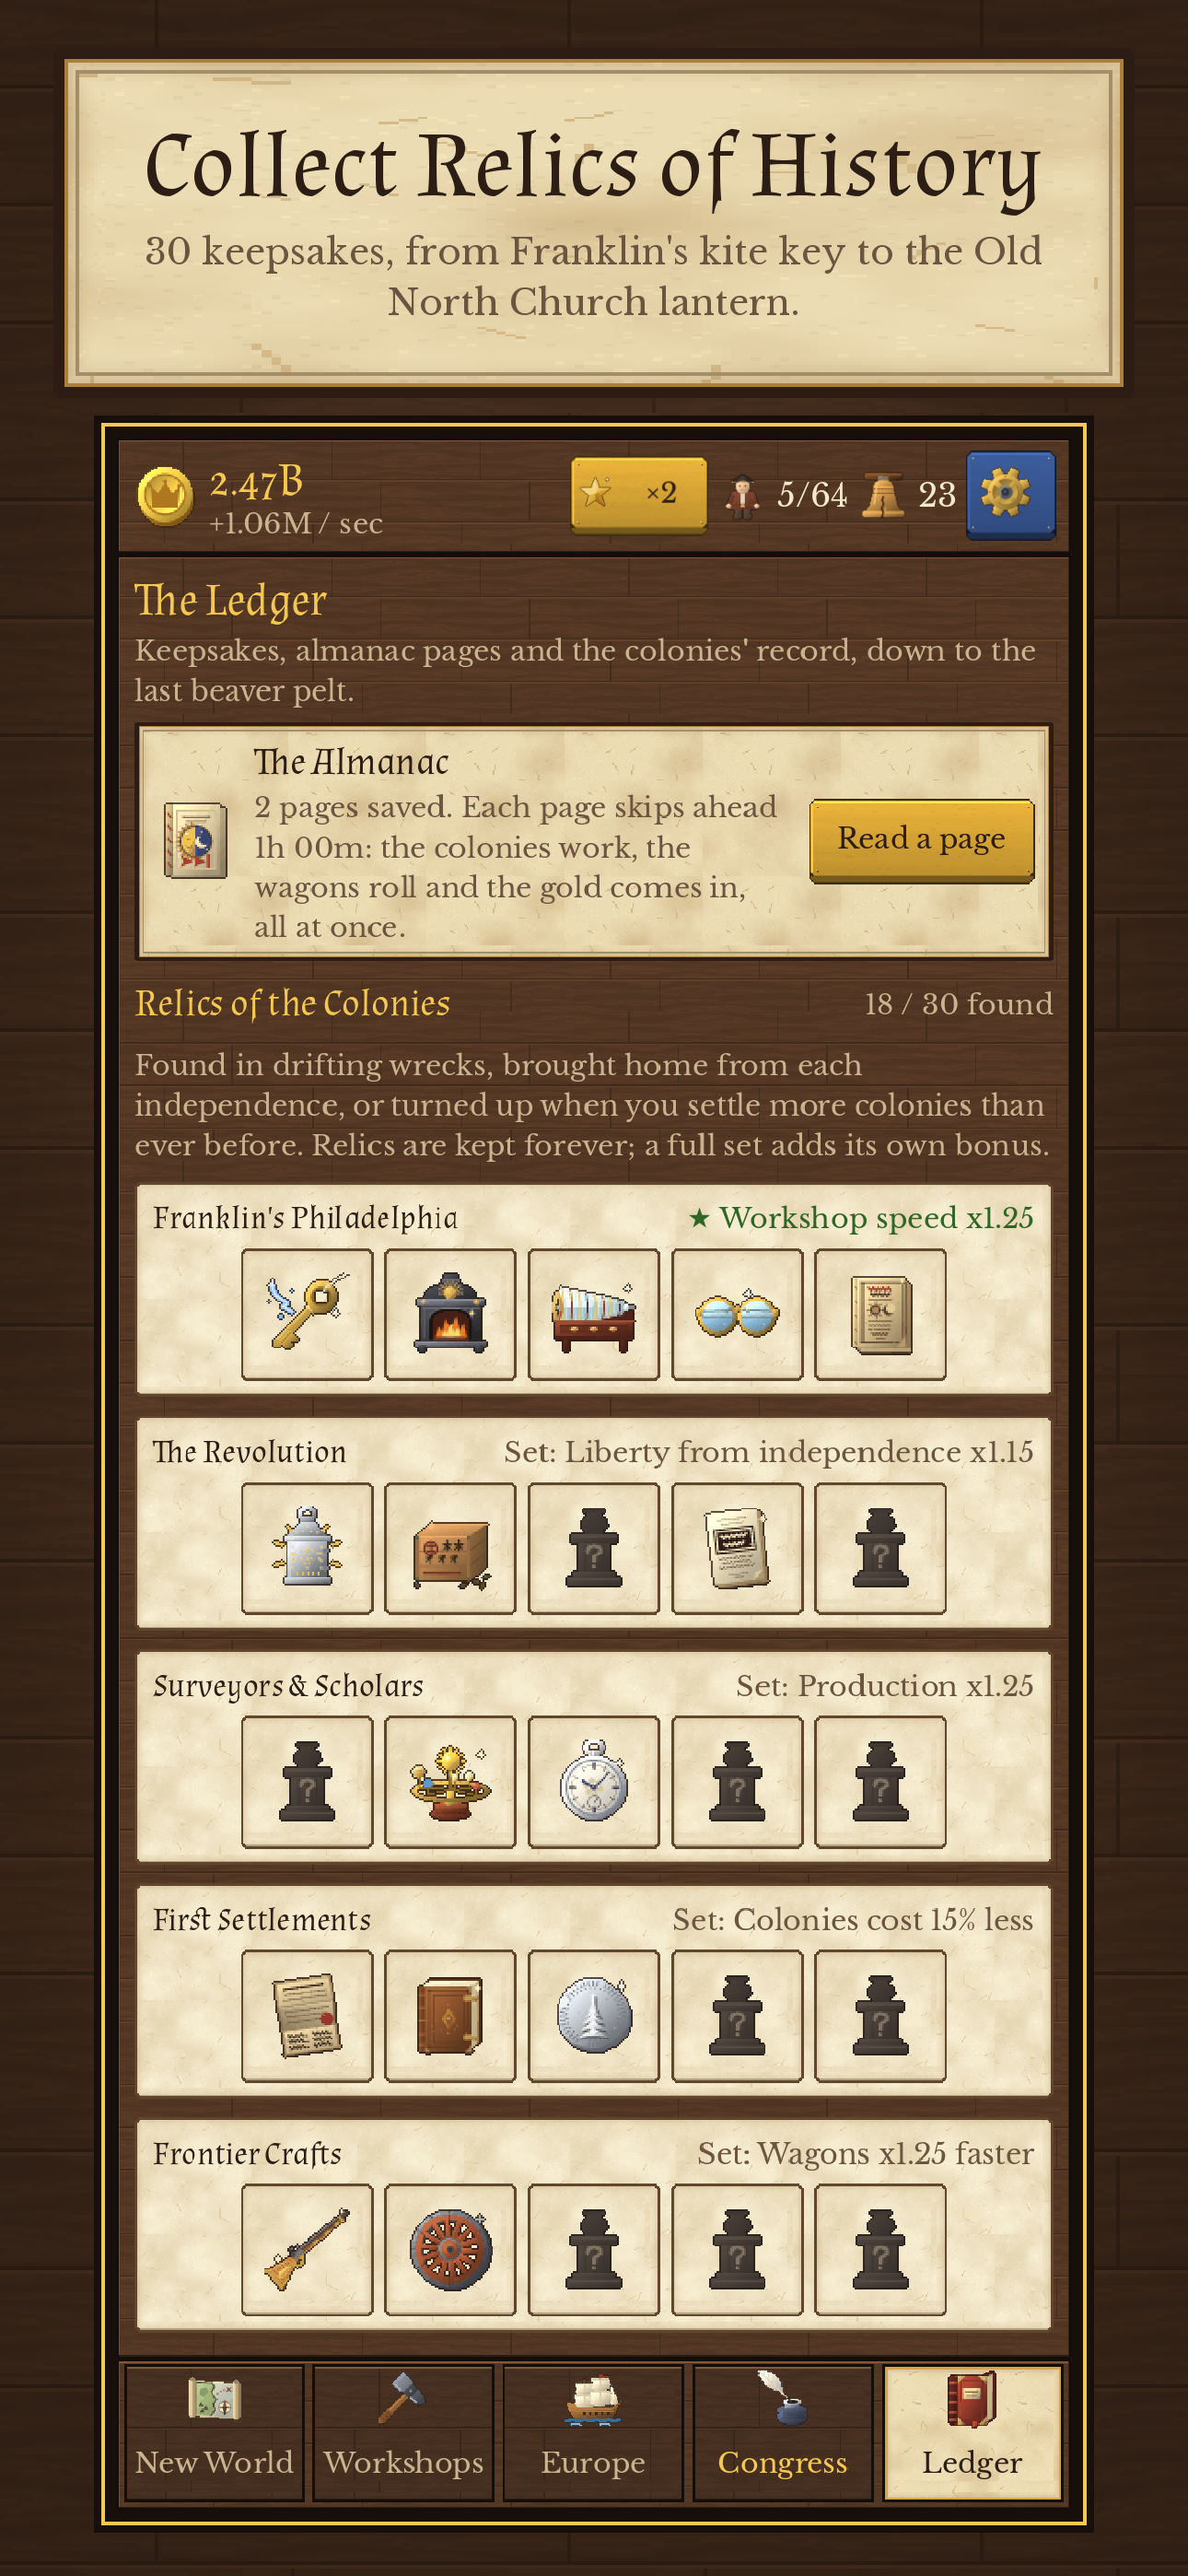 Collect Relics of History
30 keepsakes, from Franklin's kite key to the Old
North Church lantern.
2.47B
+1.06M / sec
×2
5/64
23
The Ledger
Keepsakes, almanac pages and the colonies' record, down to the
last beaver pelt.
The Almanac
2 pages saved. Each page skips ahead
1h 00m: the colonies work, the
wagons roll and the gold comes in,
all at once.
Read a page
Relics of the Colonies
18 / 30 found
Found in drifting wrecks, brought home from each
independence, or turned up when you settle more colonies than
ever before. Relics are kept forever; a full set adds its own bonus.
Franklin's Philadelphia
★ Workshop speed x1.25
The Revolution
Set: Liberty from independence x1.15
?
?
Surveyors & Scholars
Set: Production x1.25
?
?
?
First Settlements
Set: Colonies cost 15% less
?
?
Frontier Crafts
Set: Wagons x1.25 faster
?
?
?
New World
Workshops
Europe
Congress
Ledger